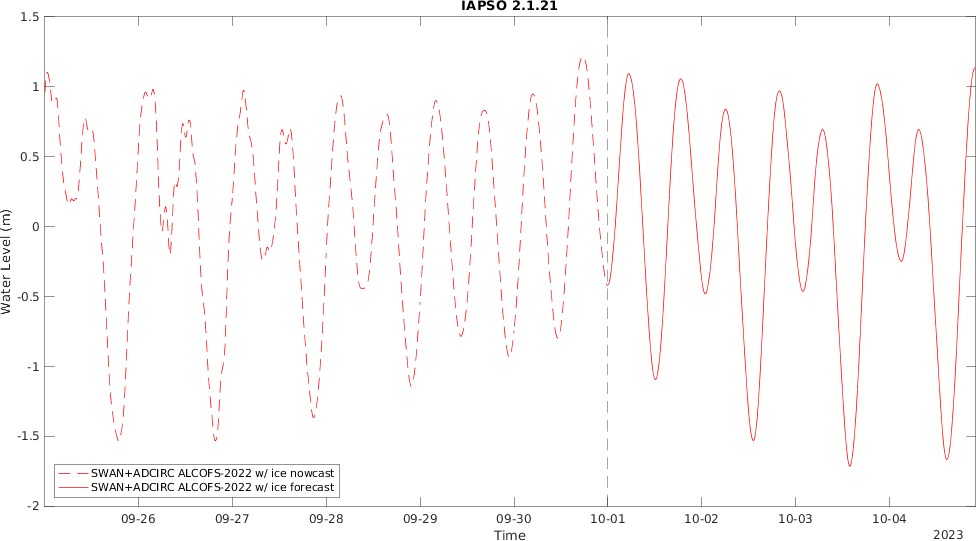 IAPSO 2.1.21
1.5
1
0.5
0
-0.5
-1
-1.5
-2
Water Level (m)
SWAN+ADCIRC ALCOFS-2022 w/ ice nowcast
SWAN+ADCIRC ALCOFS-2022 w/ ice forecast
09-26 09-27 09-28 09-29 09-30 10-01 10-02 10-03 10-04
Time
2023